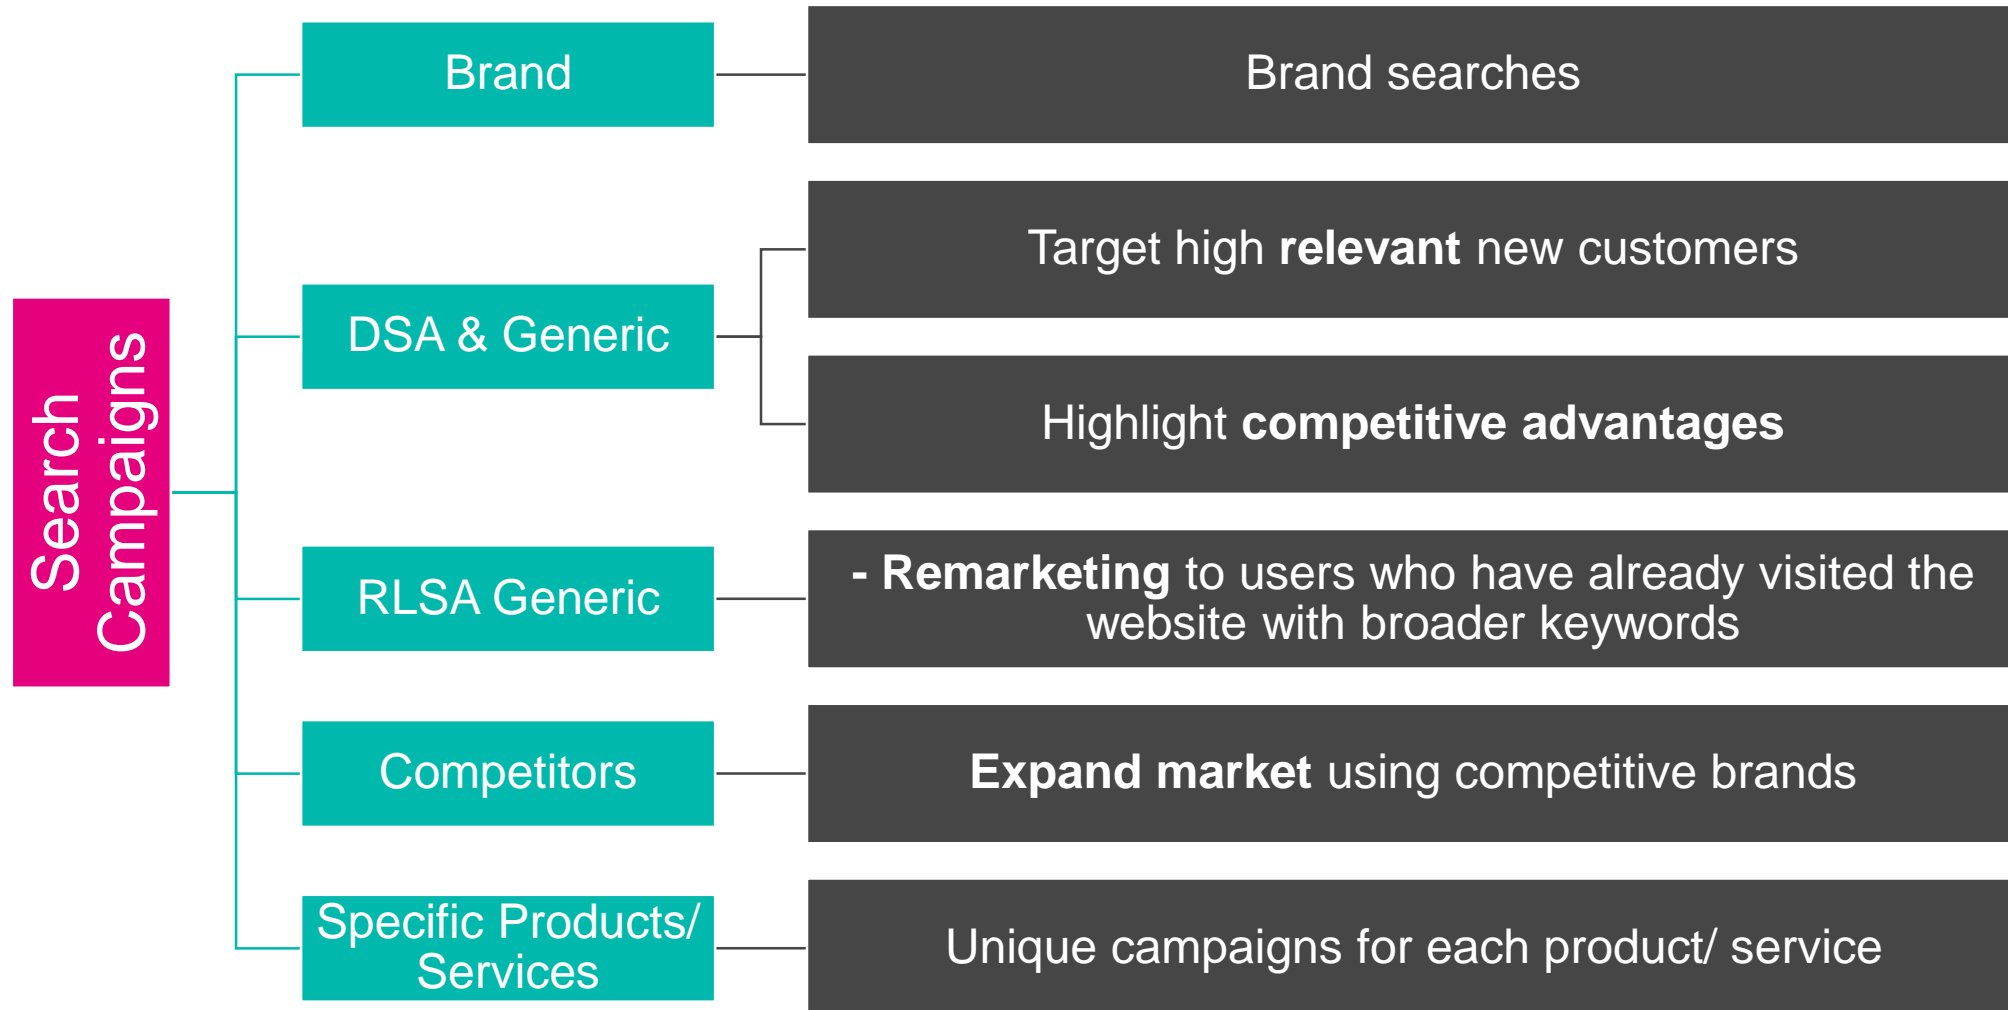 Search
Campaigns
Brand
Brand searches
DSA & Generic
Target high relevant new customers
Highlight competitive advantages
RLSA Generic
- Remarketing to users who have already visited the
website with broader keywords
Competitors
Expand market using competitive brands
Specific Products/
Services
Unique campaigns for each product/ service